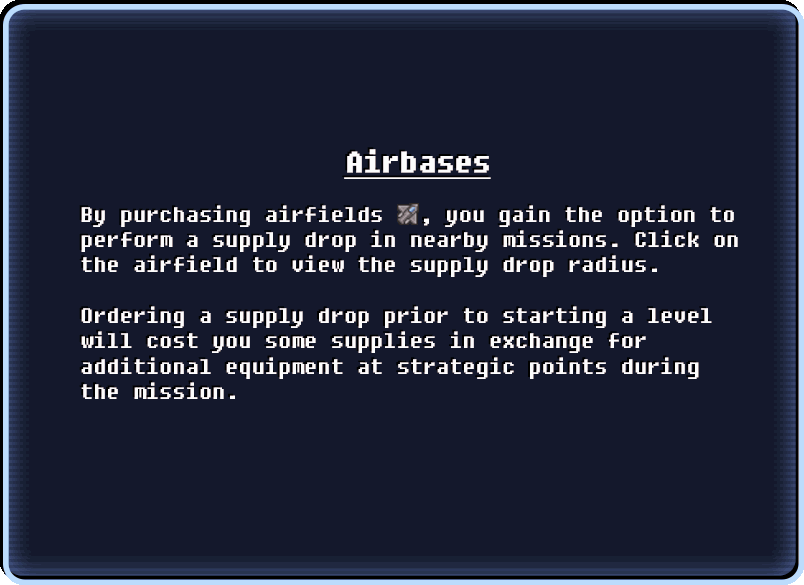 Airbases
By purchasing airfields , you gain the option to
perform a supply drop in nearby missions. Click on
the airfield to view the supply drop radius.
Ordering a supply drop prior to starting a level
will cost you some supplies in exchange for
additional equipment at strategic points during
the mission.